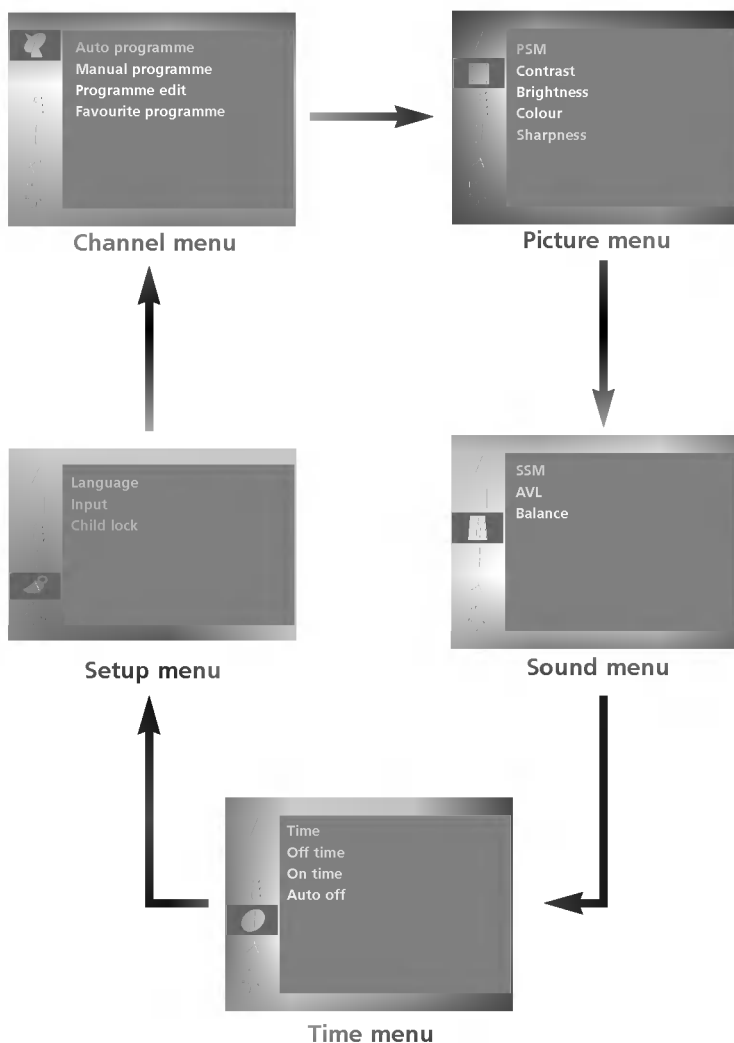 Auto programme
Manual programme
Programme edit
Favourite programme
Channel menu
PSM
Contrast
Brightness
Colour
Sharpness
Picture menu
SSM
AVL
Balance
Sound menu
Time
Off time
On time
Auto off
Time menu
Language
Input
Child lock
Setup menu